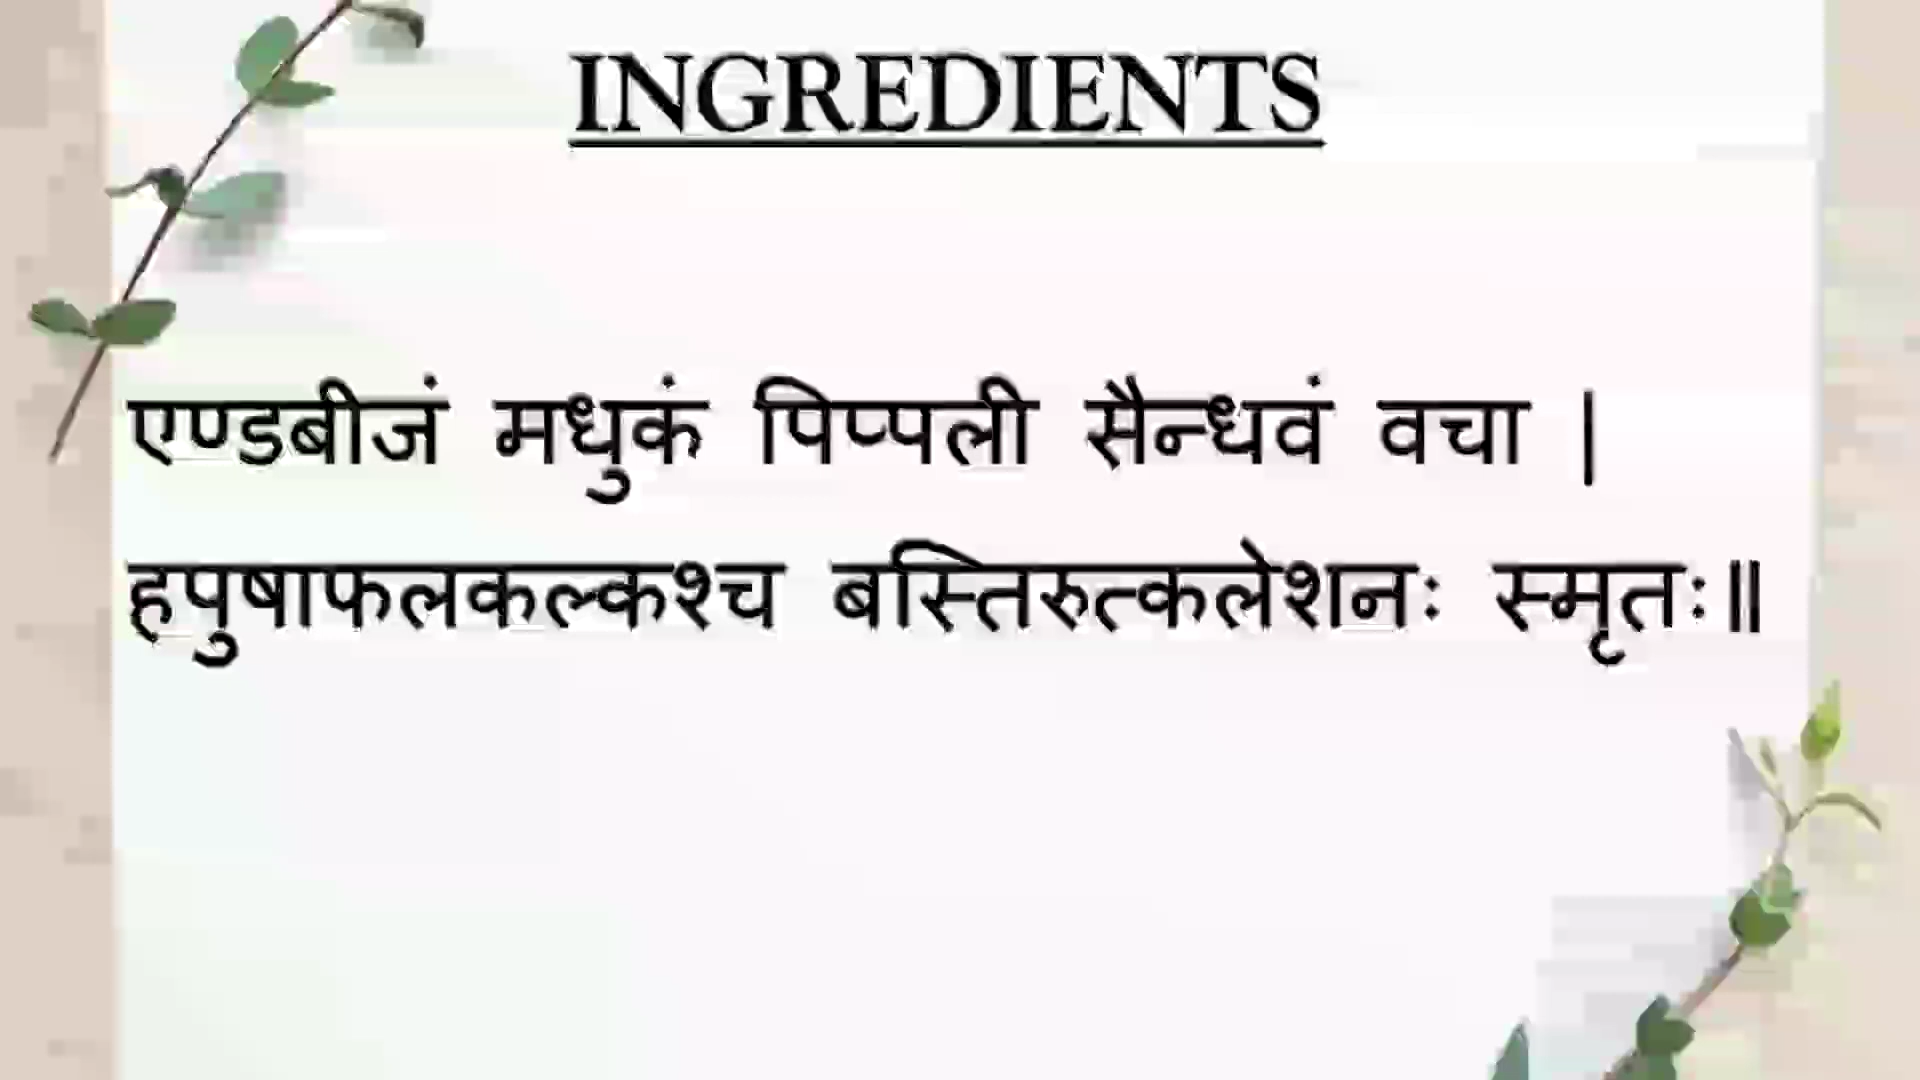 INGREDIENTS
एण्डबीजं मधुकं पिप्पली सैन्धवं वचा |
हपुषाफलकल्कश्च बस्तिरुत्कलेशनः स्मृतः॥